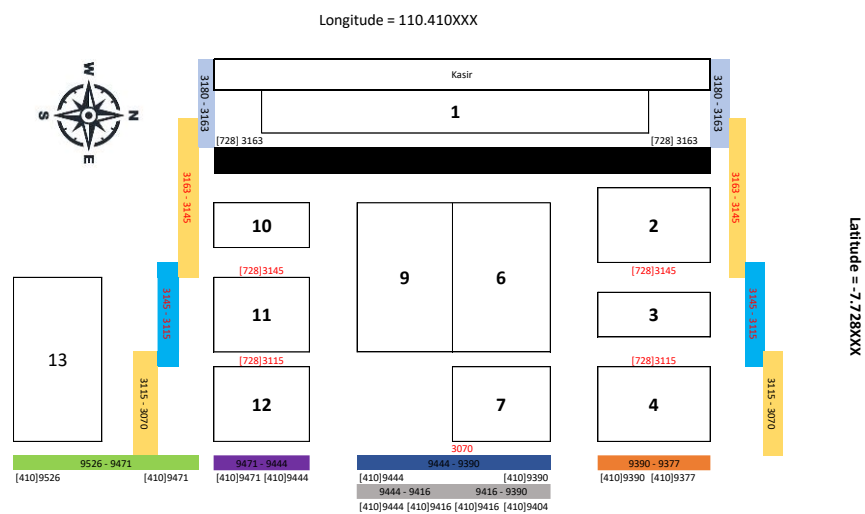 Longitude = 110.410XXX
W
S
N
E
Kasir
1
3180 - 3163
3180 - 3163
[728] 3163
[728] 3163
3163 - 3145
3163 - 3145
10
9
6
2
Latitude = -7.728XXX
[728]3145
[728]3145
3145 - 3115
3145 - 3115
13
11
3
[728]3115
[728]3115
3115 - 3070
3115 - 3070
12
7
4
3070
9526 - 9471
9471 - 9444
9444 - 9390
9390 - 9377
[410]9526
[410]9471
[410]9471
[410]9444
[410]9444
[410]9390
[410]9390
[410]9377
9444 - 9416
9416 - 9390
[410]9444
[410]9416
[410]9416
[410]9404